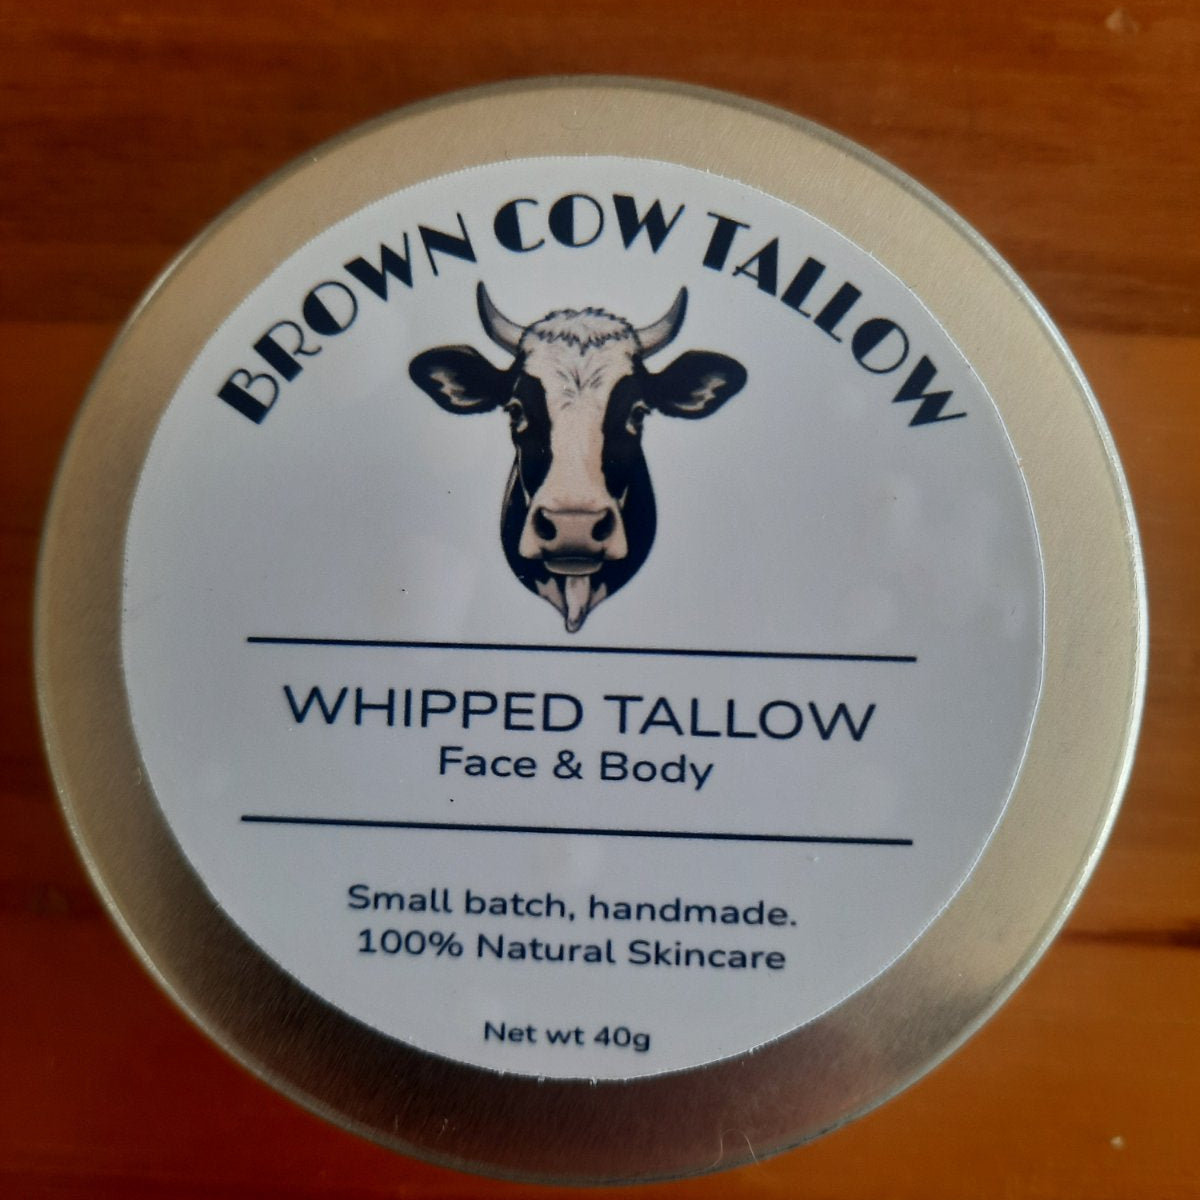 BROWN COW TALLOW
WHIPPED TALLOW
Face & Body
Small batch, handmade.
100% Natural Skincare
Net wt 40g